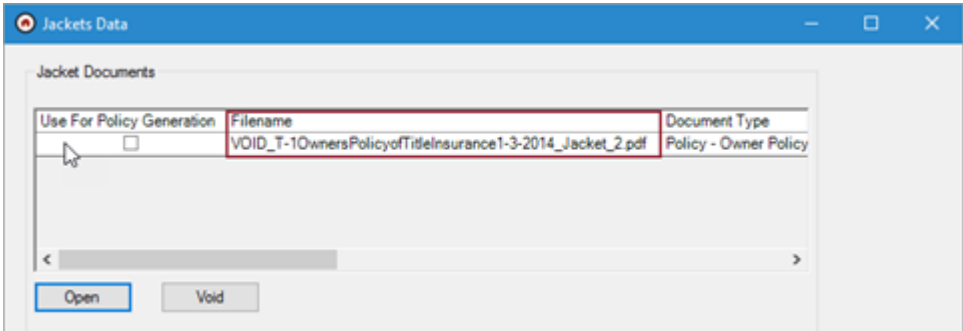 Jackets Data
Jacket Documents
Use For Policy Generation Filename Document Type
VOID_T-1OwnersPolicyofTitleInsurance1-3-2014_Jacket_2.pdf Policy - Owner Policy
Open Void